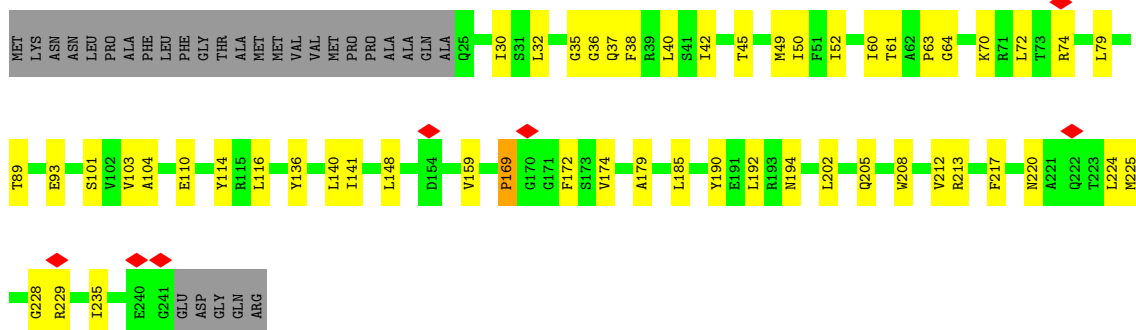 MET LYS ASN ASN LEU PRO ALA PHE LEU PHE GLY THR ALA MET MET VAL VAL MET PRO PRO ALA ALA GLN ALA Q25 I30 S31 L32 G35 G36 Q37 F38 R39 L40 S41 I42 T45 M49 I50 F51 I52 I60 T61 A62 P63 G64 K70 R71 L72 T73 R74 L79
T89 E93 S101 V102 V103 A104 E110 Y114 R115 L116 Y136 L140 I141 L148 D154 V159 P169 G170 G171 F172 S173 V174 A179 L185 Y190 E191 L192 R193 N194 L202 Q205 W208 V212 R213 F217 N220 A221 Q222 T223 L224 M225
G228 R229 I235 E240 G241 GLU ASP GLY GLN ARG